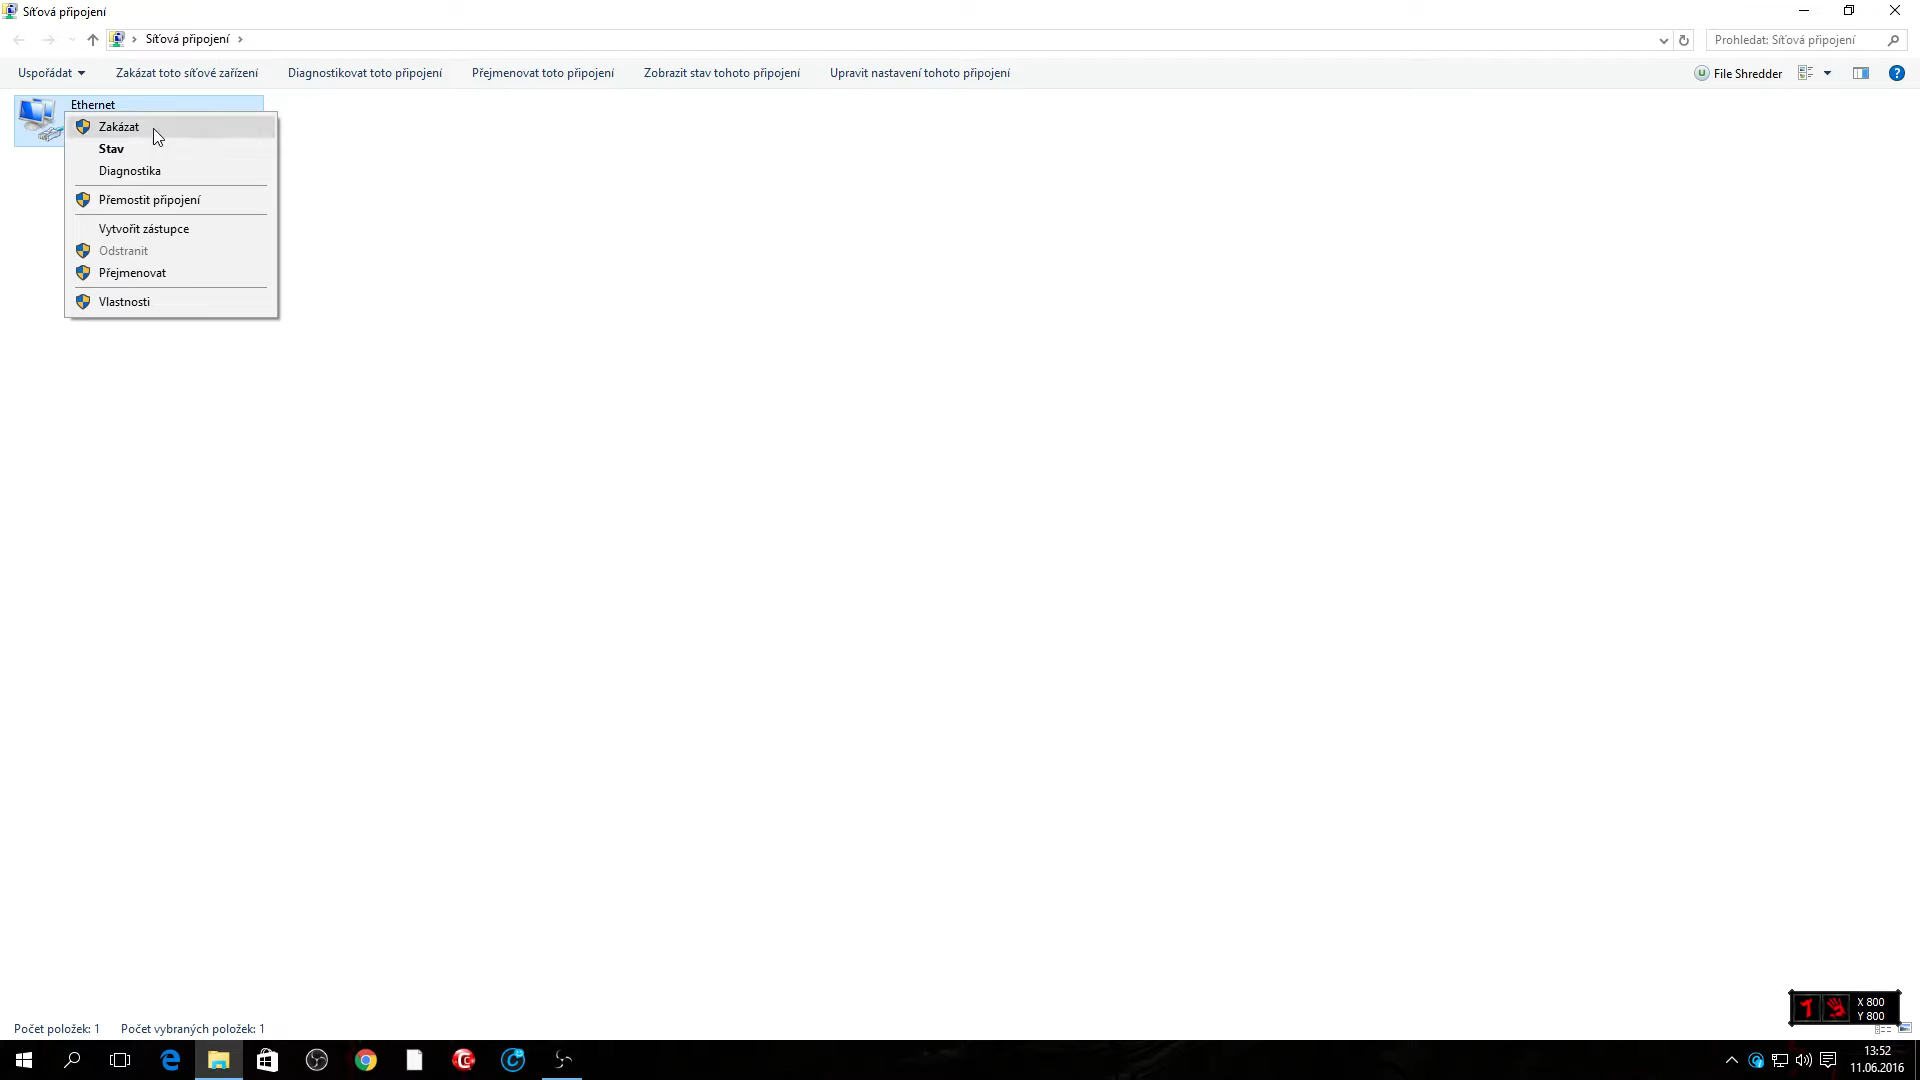 Síťová připojení
Síťová připojení
Prohledat: Síťová připojení
Uspořádat Zakázat toto síťové zařízení Diagnostikovat toto připojení Přejmenovat toto připojení Zobrazit stav tohoto připojení Upravit nastavení tohoto připojení File Shredder
Ethernet
Zakázat
Stav
Diagnostika
Přemostit připojení
Vytvořit zástupce
Odstranit
Přejmenovat
Vlastnosti
X 800
Y 800
Počet položek: 1 Počet vybraných položek: 1
13:52
11.06.2016